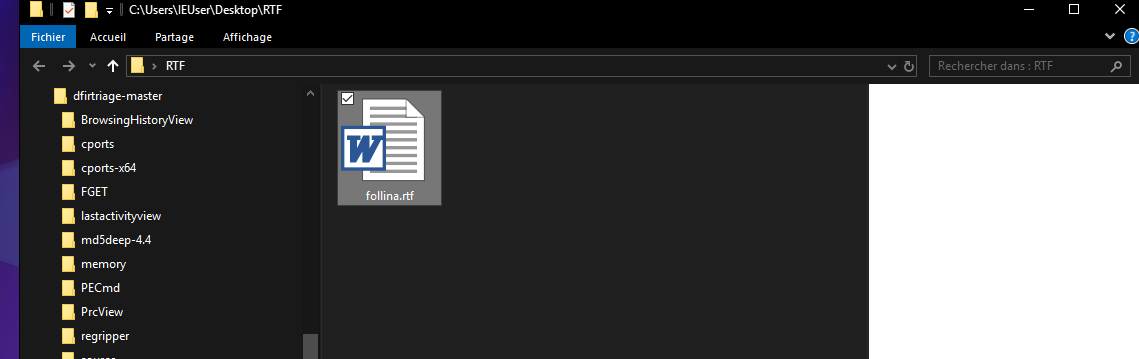 C:\Users\IEUser\Desktop\RTF
Fichier Accueil Partage Affichage
RTF Rechercher dans : RTF
dfirtriage-master
BrowsingHistoryView
cports
cports-x64
FGET
lastactivityview
md5deep-4.4
memory
PECmd
PrcView
regripper
W
follina.rtf